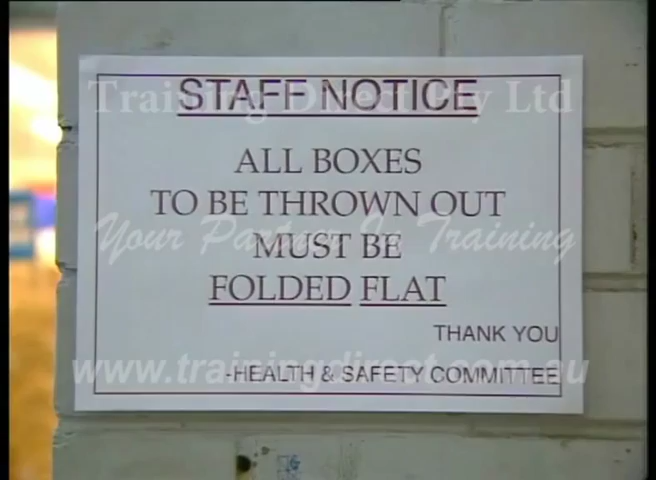 STAFF NOTICE
Training Direct Pty Ltd
ALL BOXES
TO BE THROWN OUT
Your Partner In Training
MUST BE
FOLDED FLAT
THANK YOU
www.trainingdirect.com.au
-HEALTH & SAFETY COMMITTEE